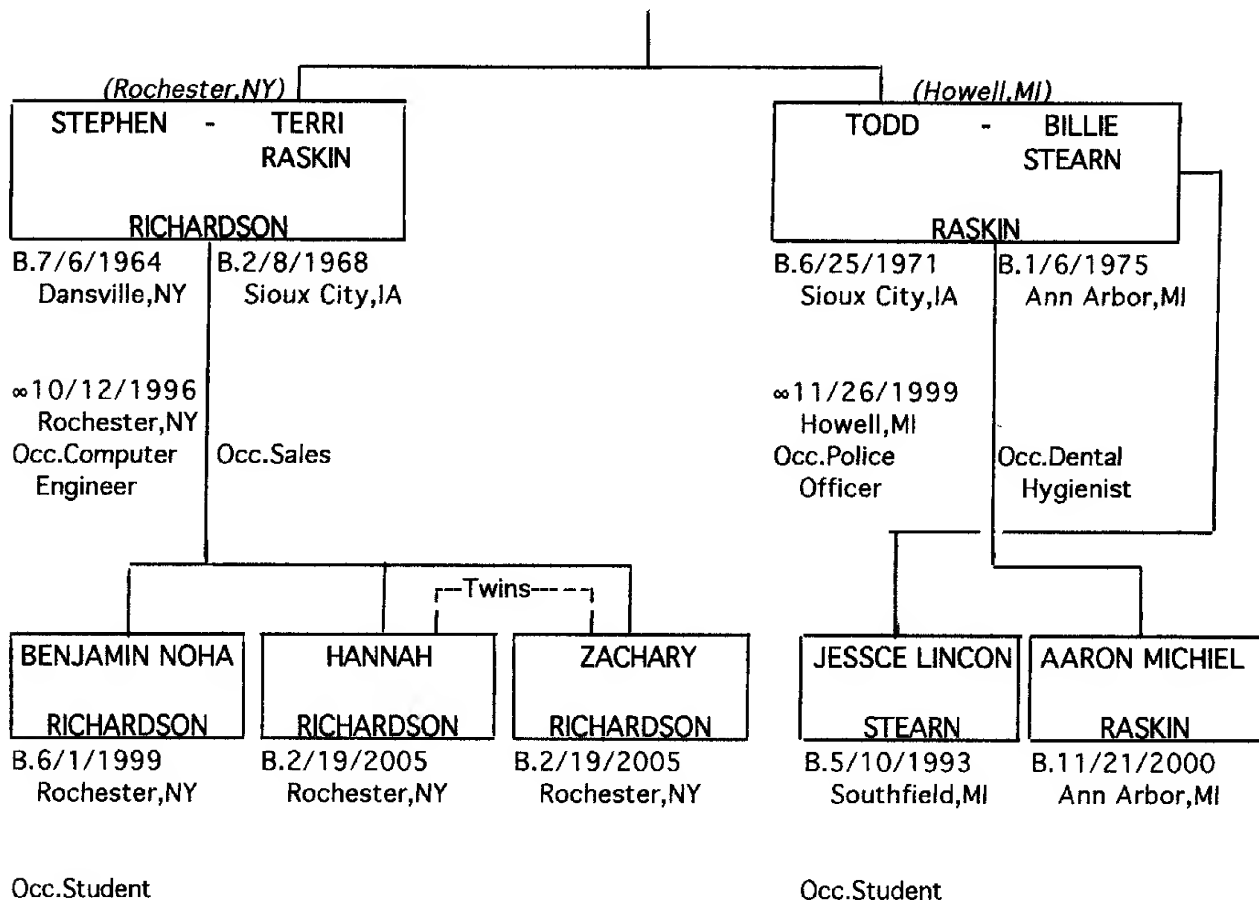 (Rochester,NY)
STEPHEN - TERRI
RASKIN
RICHARDSON
B.7/6/1964 B.2/8/1968
Dansville,NY Sioux City,IA
∞10/12/1996
Rochester,NY
Occ.Computer Occ.Sales
Engineer
(Howell,MI)
TODD - BILLIE
STEARN
RASKIN
B.6/25/1971 B.1/6/1975
Sioux City,IA Ann Arbor,MI
∞11/26/1999
Howell,MI
Occ.Police Occ.Dental
Officer Hygienist
Twins
BENJAMIN NOHA
RICHARDSON
B.6/1/1999
Rochester,NY
Occ.Student
HANNAH
RICHARDSON
B.2/19/2005
Rochester,NY
ZACHARY
RICHARDSON
B.2/19/2005
Rochester,NY
JESSCE LINCON
STEARN
B.5/10/1993
Southfield,MI
Occ.Student
AARON MICHIEL
RASKIN
B.11/21/2000
Ann Arbor,MI